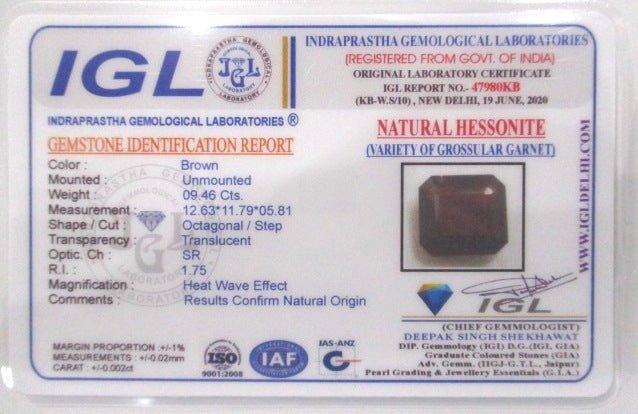 IGL
INDRAPRASTHA GEMOLOGICAL LABORATORY
IGL
INDRAPRASTHA GEMOLOGICAL LABORATORIES ®
GEMSTONE IDENTIFICATION REPORT
Color : Brown
Mounted : Unmounted
Weight : 09.46 Cts.
Measurement : 12.63*11.79*05.81
Shape / Cut : Octagonal / Step
Transparency : Translucent
Optic. Ch : SR
R.I. : 1.75
Magnification : Heat Wave Effect
Comments : Results Confirm Natural Origin
MARGIN PROPORTION :+/-1%
MEASUREMENTS : +/-0.02mm
CARAT : +/-0.002ct
ISO
9001:2008
IAF
JAS-ANZ
INDRAPRASTHA GEMOLOGICAL LABORATORIES
(REGISTERED FROM GOVT. OF INDIA)
ORIGINAL LABORATORY CERTIFICATE
IGL REPORT NO.- 47980KB
(KB-W.S/10) , NEW DELHI, 19 JUNE, 2020
NATURAL HESSONITE
(VARIETY OF GROSSULAR GARNET)
WWW.IGLDELHI.COM
IGL
(CHIEF GEMMOLOGIST)
DEEPAK SINGH SHEKHAWAT
DIP. Gemmology (IGI) D.G.(IGI, GIA)
Graduate Coloured Stones (GIA)
Adv. Gemm. (IIGJ-G.T.L., Jaipur)
Pearl Grading & Jewellery Essentials (G.I.A.)